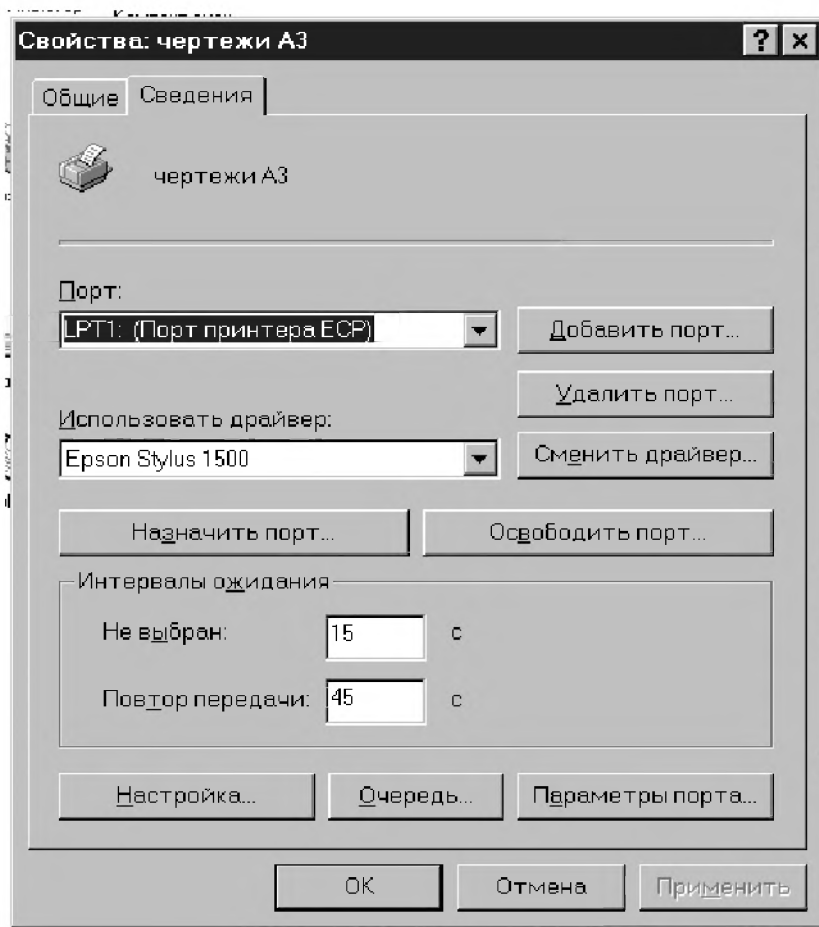 Свойства: чертежи А3
Общие Сведения
чертежи А3
Порт:
LPT1: (Порт принтера ECP)
Добавить порт...
Удалить порт...
Использовать драйвер:
Epson Stylus 1500
Сменить драйвер...
Назначить порт... Освободить порт...
Интервалы ожидания
Не выбран: 15 с
Повтор передачи: 45 с
Настройка... Очередь... Параметры порта...
OK Отмена Применить